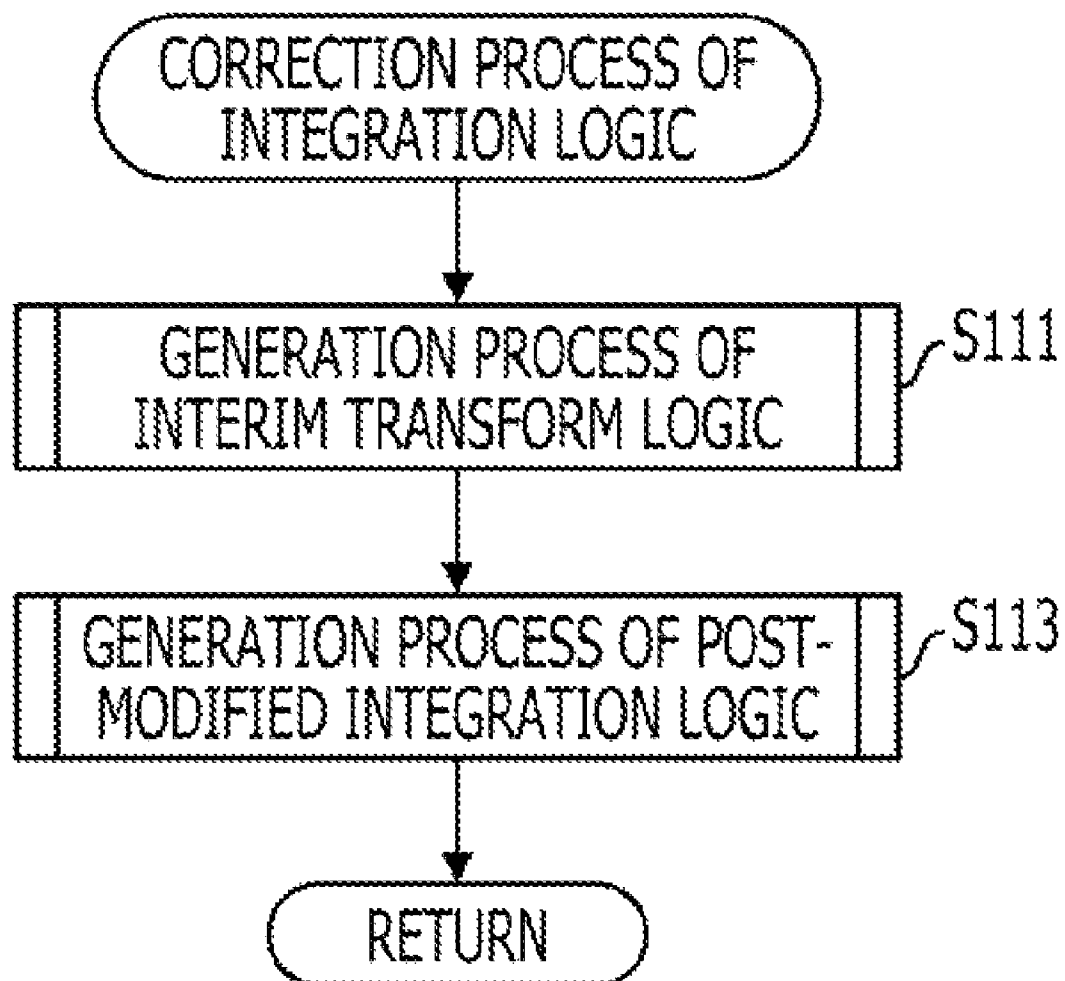 CORRECTION PROCESS OF
INTEGRATION LOGIC
GENERATION PROCESS OF
INTERIM TRANSFORM LOGIC
S111
GENERATION PROCESS OF POST-
MODIFIED INTEGRATION LOGIC
S113
RETURN